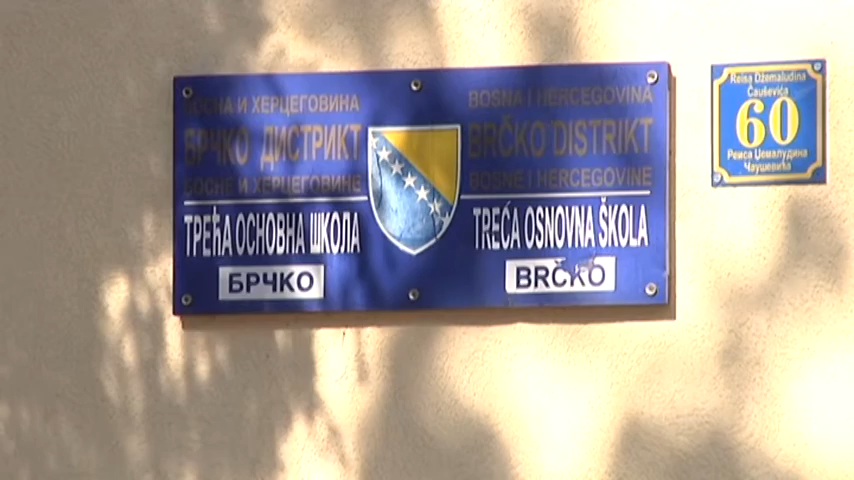 БОСНА И ХЕРЦЕГОВИНА
БРЧКО ДИСТРИКТ
БОСНЕ И ХЕРЦЕГОВИНЕ
ТРЕЋА ОСНОВНА ШКОЛА
БРЧКО
BOSNA I HERCEGOVINA
BRČKO DISTRIKT
BOSNE I HERCEGOVINE
TREĆA OSNOVNA ŠKOLA
BRČKO
Reisa Džemaludina
Čauševića
60
Реиса Џемалудина
Чаушевића